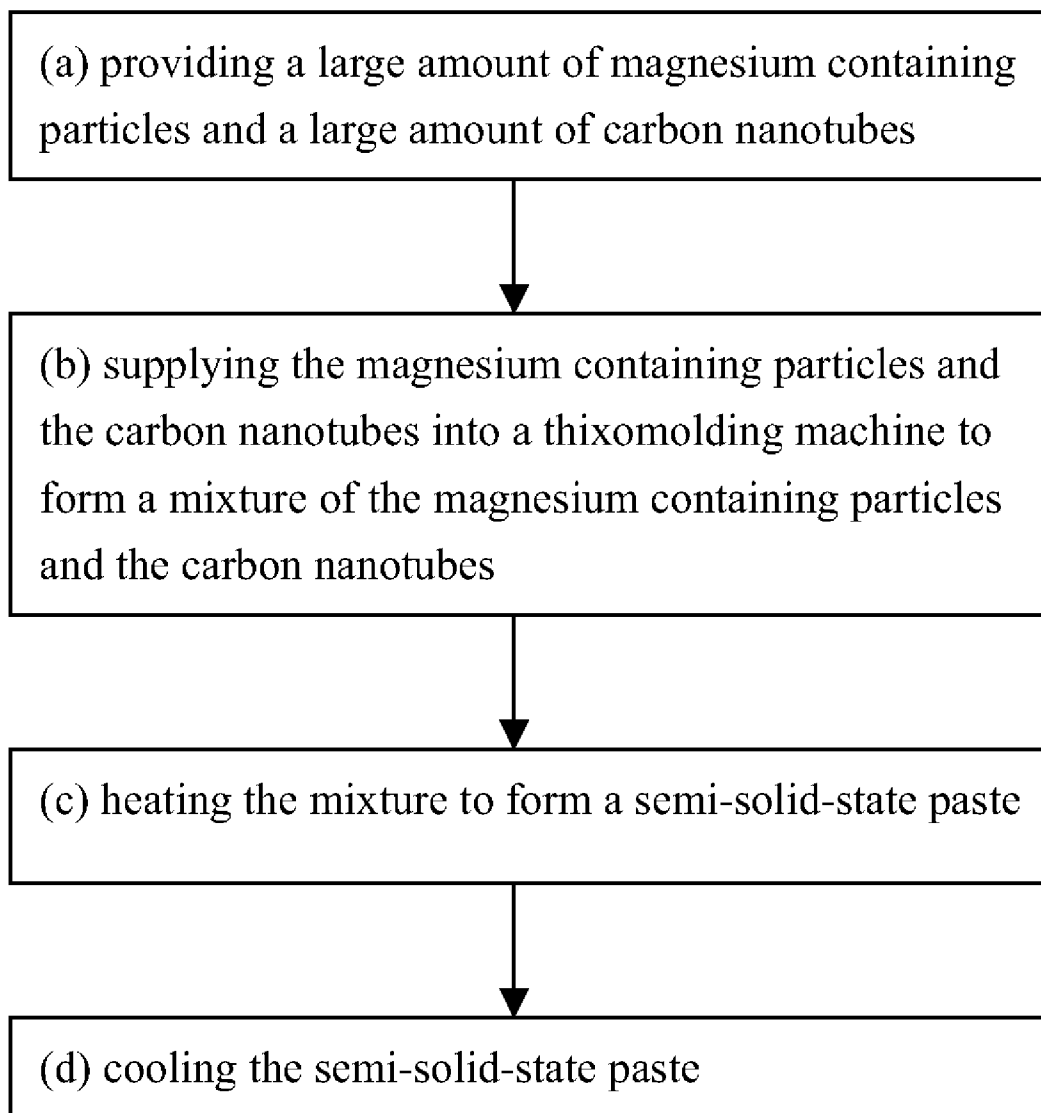 (a) providing a large amount of magnesium containing
particles and a large amount of carbon nanotubes
(b) supplying the magnesium containing particles and
the carbon nanotubes into a thixomolding machine to
form a mixture of the magnesium containing particles
and the carbon nanotubes
(c) heating the mixture to form a semi-solid-state paste
(d) cooling the semi-solid-state paste